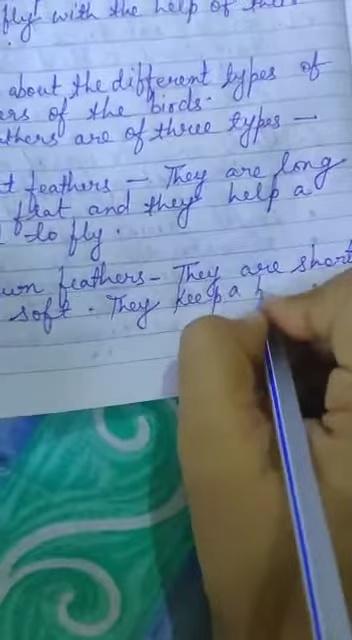 fly with the help of their
about the different types of
ers of the birds.
athers are of three types -
t feathers - They are long
flat and they help a
to fly.
wn feathers - They are short
soft. They keep a b